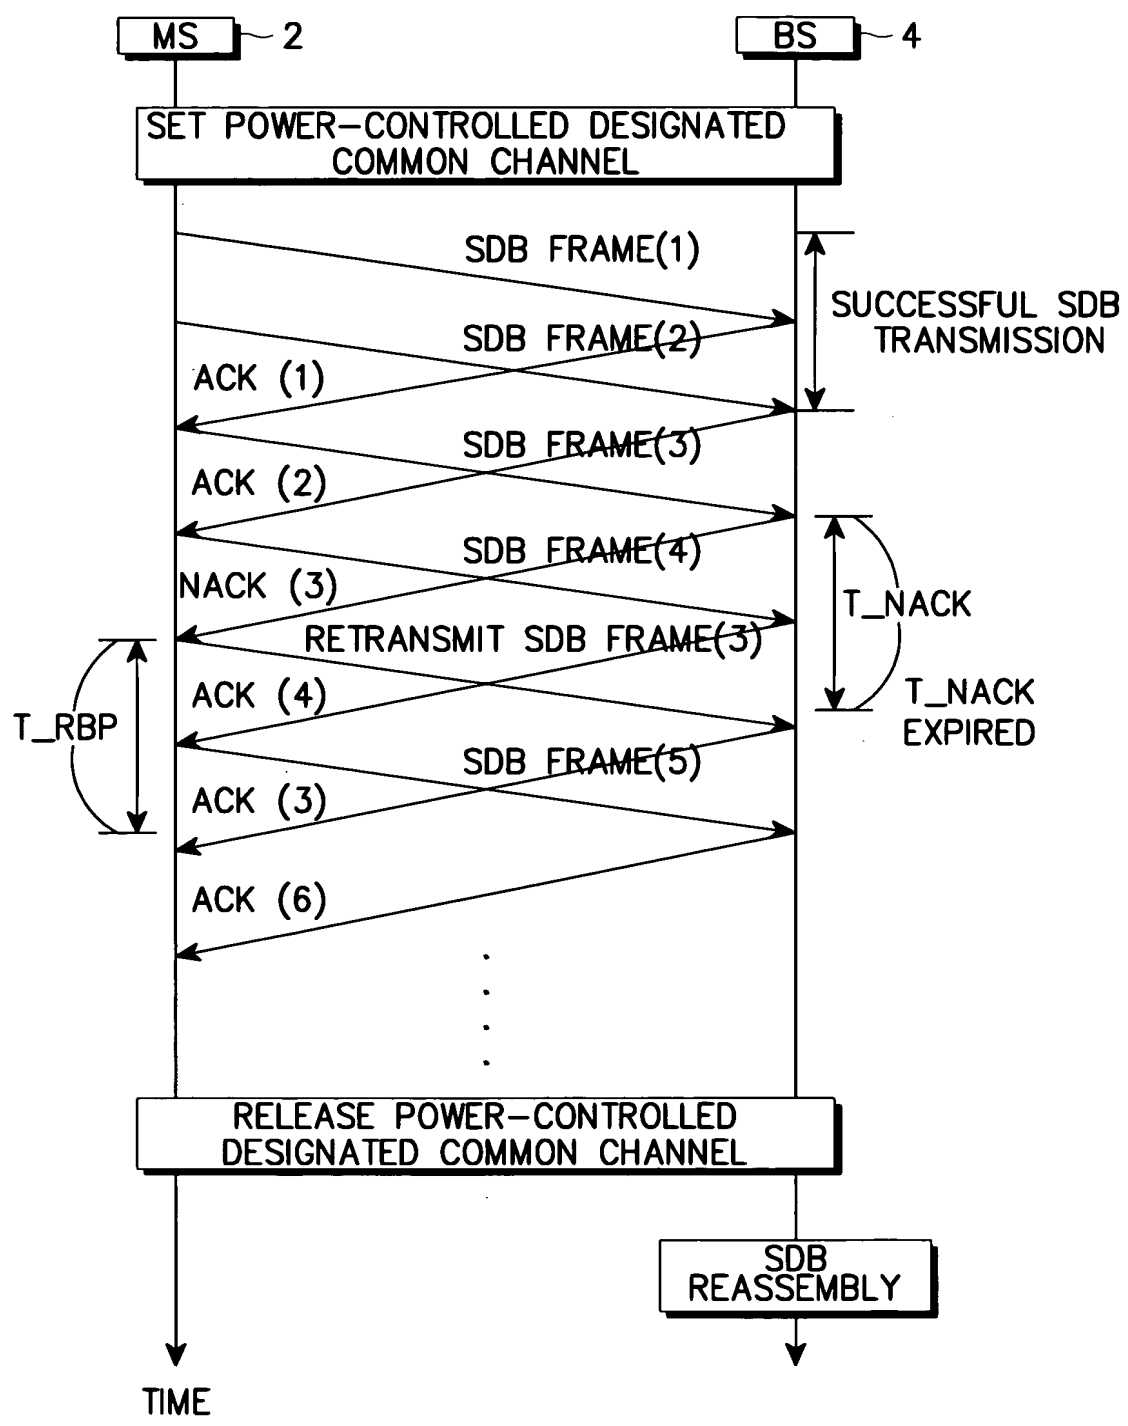 MS 2
BS 4
SET POWER-CONTROLLED DESIGNATED
COMMON CHANNEL
SDB FRAME(1)
SUCCESSFUL SDB
TRANSMISSION
SDB FRAME(2)
ACK (1)
SDB FRAME(3)
ACK (2)
SDB FRAME(4)
NACK (3)
T_NACK
RETRANSMIT SDB FRAME(3)
ACK (4)
T_NACK
EXPIRED
T_RBP
SDB FRAME(5)
ACK (3)
ACK (6)
RELEASE POWER-CONTROLLED
DESIGNATED COMMON CHANNEL
SDB
REASSEMBLY
TIME